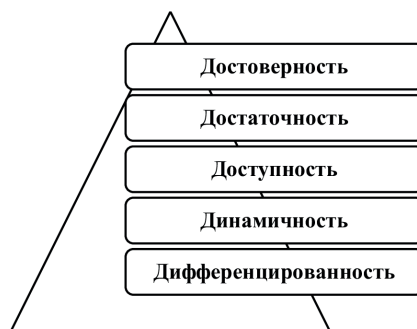 Достоверность
Достаточность
Доступность
Динамичность
Дифференцированность